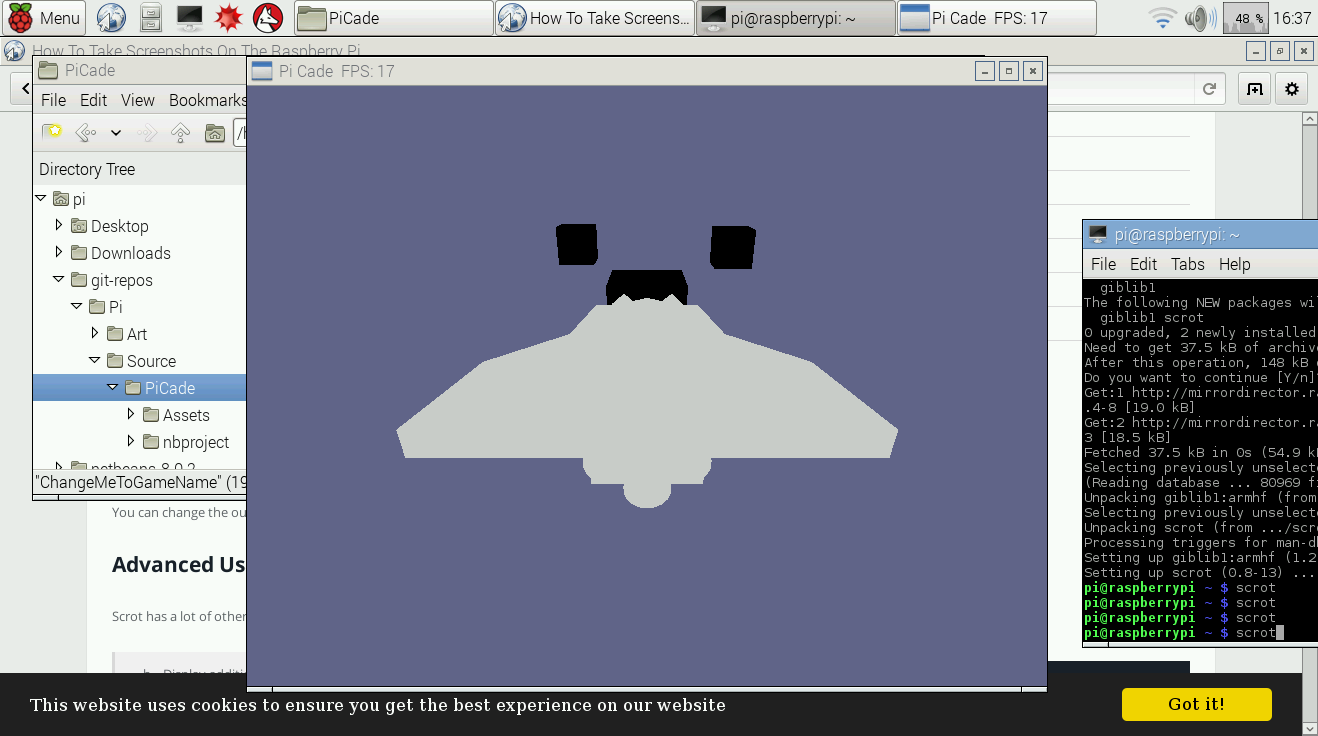 Menu
PiCade
How To Take Screens...
pi@raspberrypi: ~
Pi Cade FPS: 17
48 %
16:37
How To Take Screenshots On The Raspberry Pi
PiCade
File Edit View Bookmarks
Directory Tree
pi
Desktop
Downloads
git-repos
Pi
Art
Source
PiCade
Assets
nbproject
netbeans-8.0.2
"ChangeMeToGameName" (19
Pi Cade FPS: 17
You can change the ou
Advanced Us
Scrot has a lot of other
pi@raspberrypi: ~
File Edit Tabs Help
giblib1
The following NEW packages wil
giblib1 scrot
0 upgraded, 2 newly installed
Need to get 37.5 kB of archiv
After this operation, 148 kB
Do you want to continue [Y/n]
Get:1 http://mirrordirector.ra
.4-8 [19.0 kB]
Get:2 http://mirrordirector.ra
3 [18.5 kB]
Fetched 37.5 kB in 0s (54.9 k
Selecting previously unselecte
(Reading database ... 80969 fi
Unpacking giblib1:armhf (from
Selecting previously unselecte
Unpacking scrot (from .../scro
Processing triggers for man-d
Setting up giblib1:armhf (1.2
Setting up scrot (0.8-13) ...
pi@raspberrypi ~ $ scrot
pi@raspberrypi ~ $ scrot
pi@raspberrypi ~ $ scrot
pi@raspberrypi ~ $ scrot
This website uses cookies to ensure you get the best experience on our website
Got it!